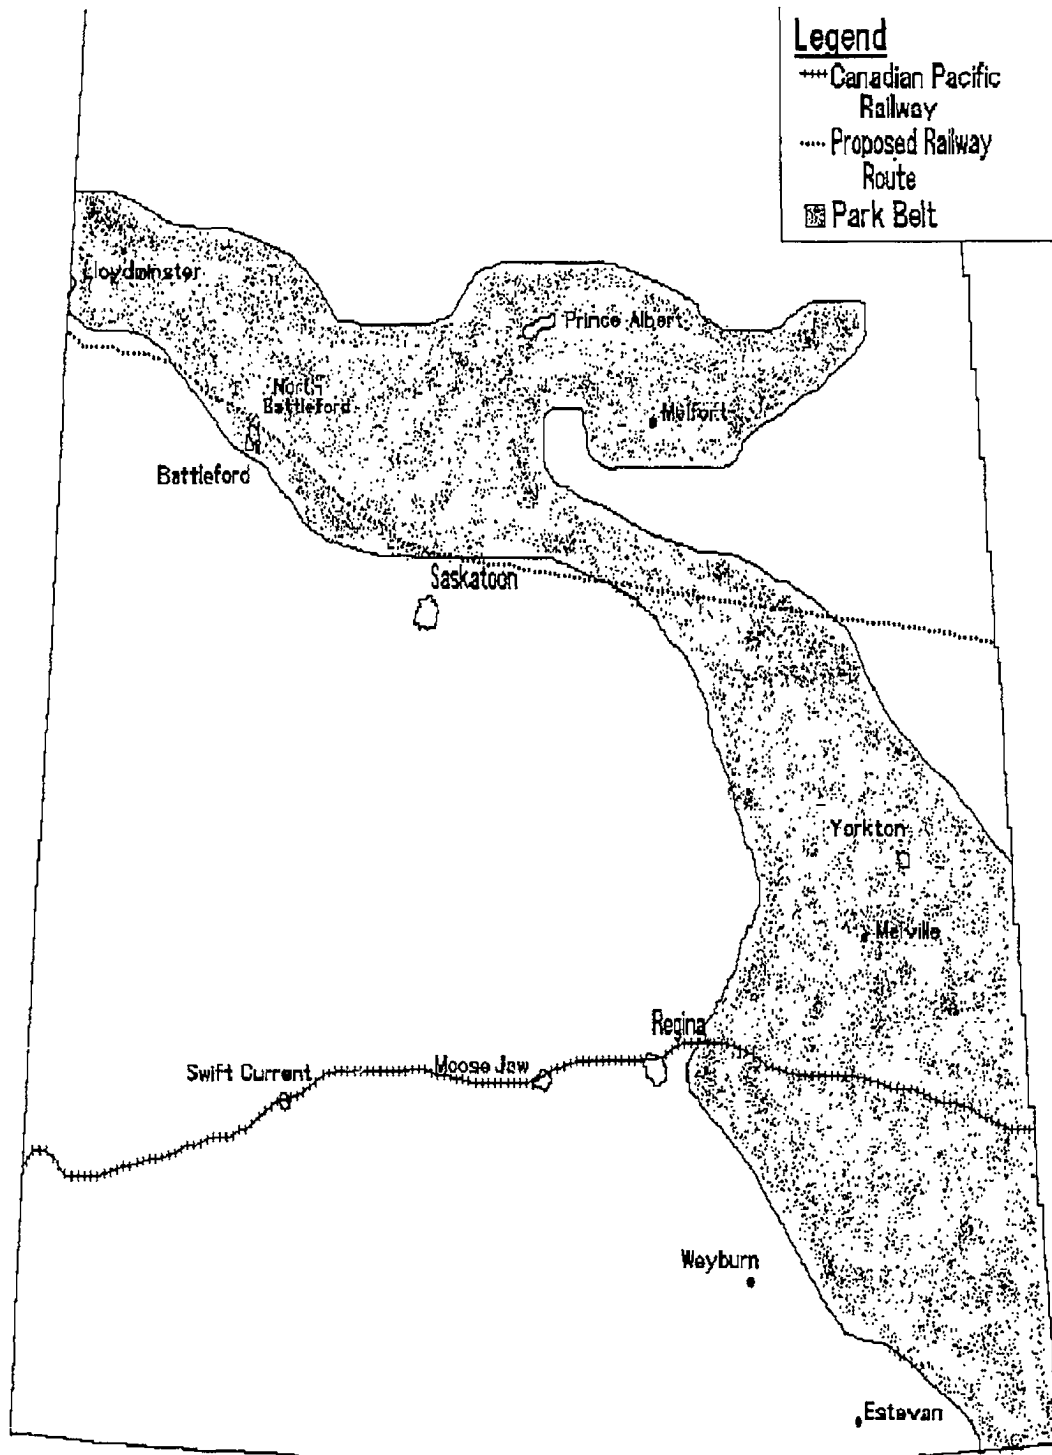 Legend
Canadian Pacific
Railway
Proposed Railway
Route
Park Belt
Lloydminster
Prince Albert
North
Battleford
Melfort
Battleford
Saskatoon
Yorkton
Melville
Regina
Moose Jaw
Swift Current
Weyburn
Estevan